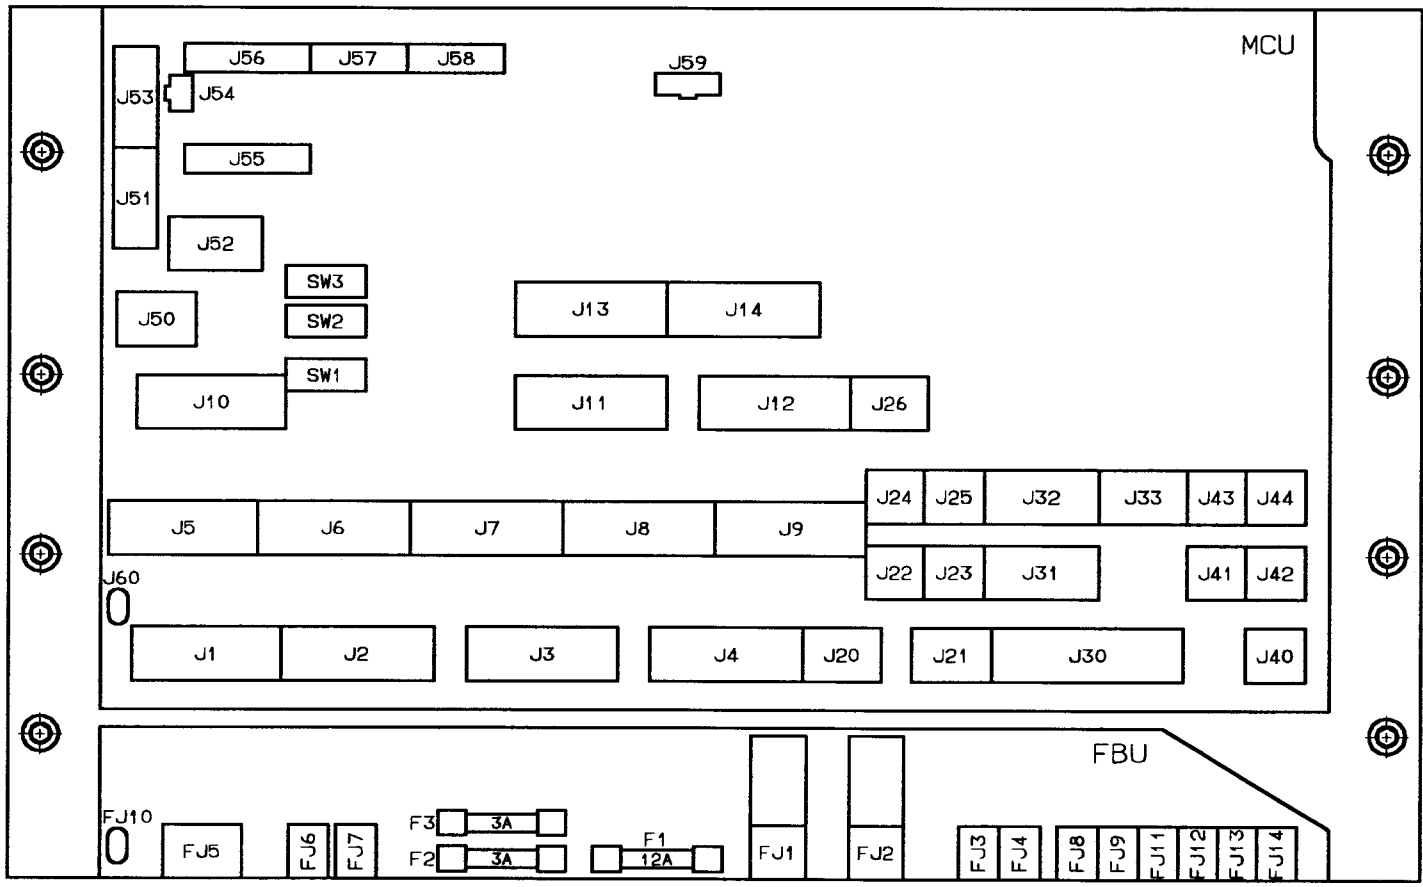 MCU
J56 J57 J58
J59
J53 J54
J55
J51
J52
SW3
J50 SW2 J13 J14
SW1
J10 J11 J12 J26
J24 J25 J32 J33 J43 J44
J5 J6 J7 J8 J9
J22 J23 J31 J41 J42
J60
J1 J2 J3 J4 J20 J21 J30 J40
FBU
FJ10
F3 3A
F1
FJ5 FJ6 FJ7 F2 3A 12A FJ1 FJ2 FJ3 FJ4 FJ8 FJ9 FJ11 FJ12 FJ13 FJ14